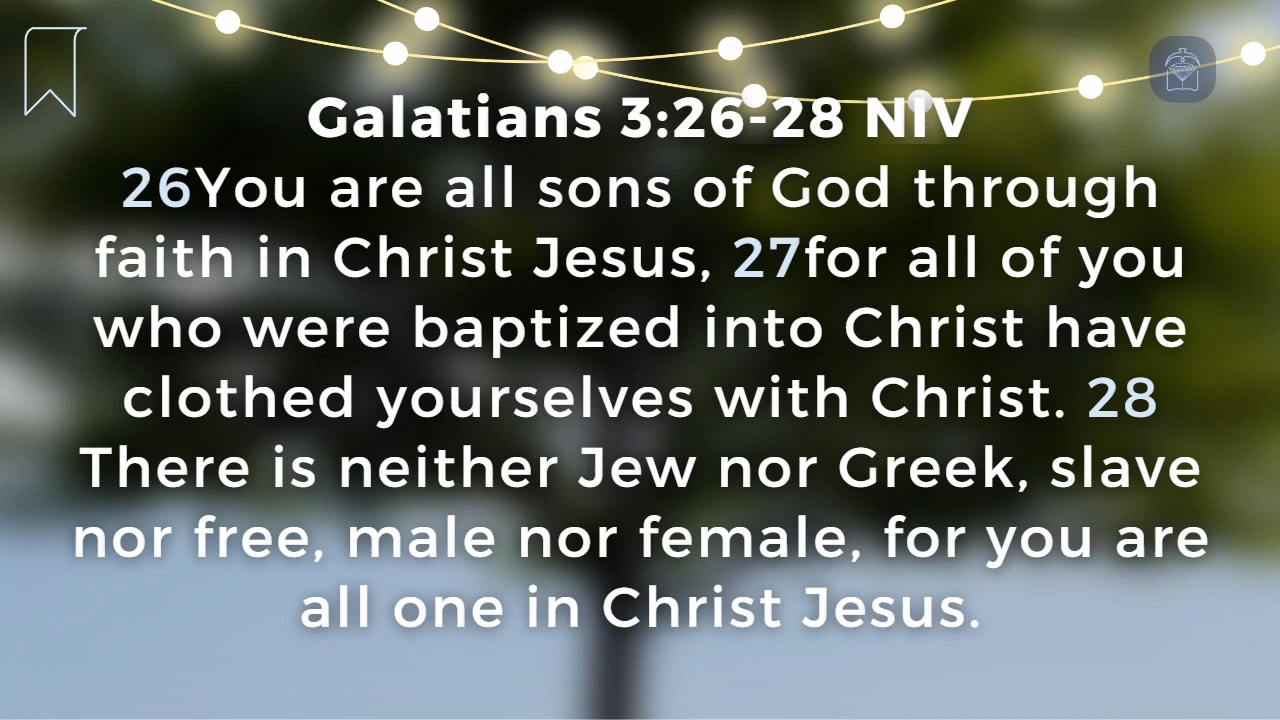 Galatians 3:26-28 NIV
26You are all sons of God through
faith in Christ Jesus, 27for all of you
who were baptized into Christ have
clothed yourselves with Christ. 28
There is neither Jew nor Greek, slave
nor free, male nor female, for you are
all one in Christ Jesus.